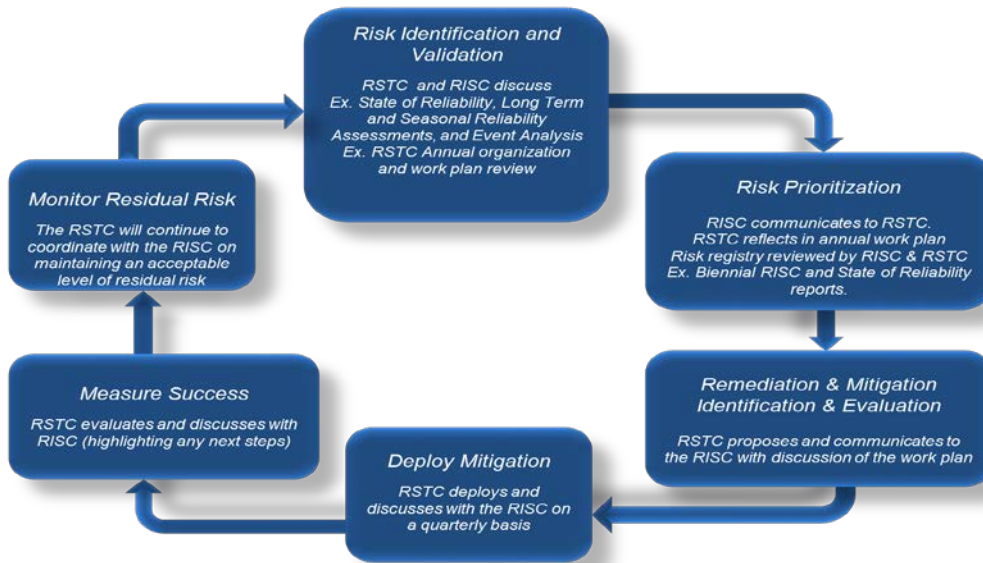 Risk Identification and
Validation
RSTC and RISC discuss
Ex. State of Reliability, Long Term
and Seasonal Reliability
Assessments, and Event Analysis
Ex. RSTC Annual organization
and work plan review
Risk Prioritization
RISC communicates to RSTC.
RSTC reflects in annual work plan
Risk registry reviewed by RISC & RSTC
Ex. Biennial RISC and State of Reliability
reports.
Remediation & Mitigation
Identification & Evaluation
RSTC proposes and communicates to
the RISC with discussion of the work plan
Deploy Mitigation
RSTC deploys and
discusses with the RISC on
a quarterly basis
Measure Success
RSTC evaluates and discusses with
RISC (highlighting any next steps)
Monitor Residual Risk
The RSTC will continue to
coordinate with the RISC on
maintaining an acceptable
level of residual risk